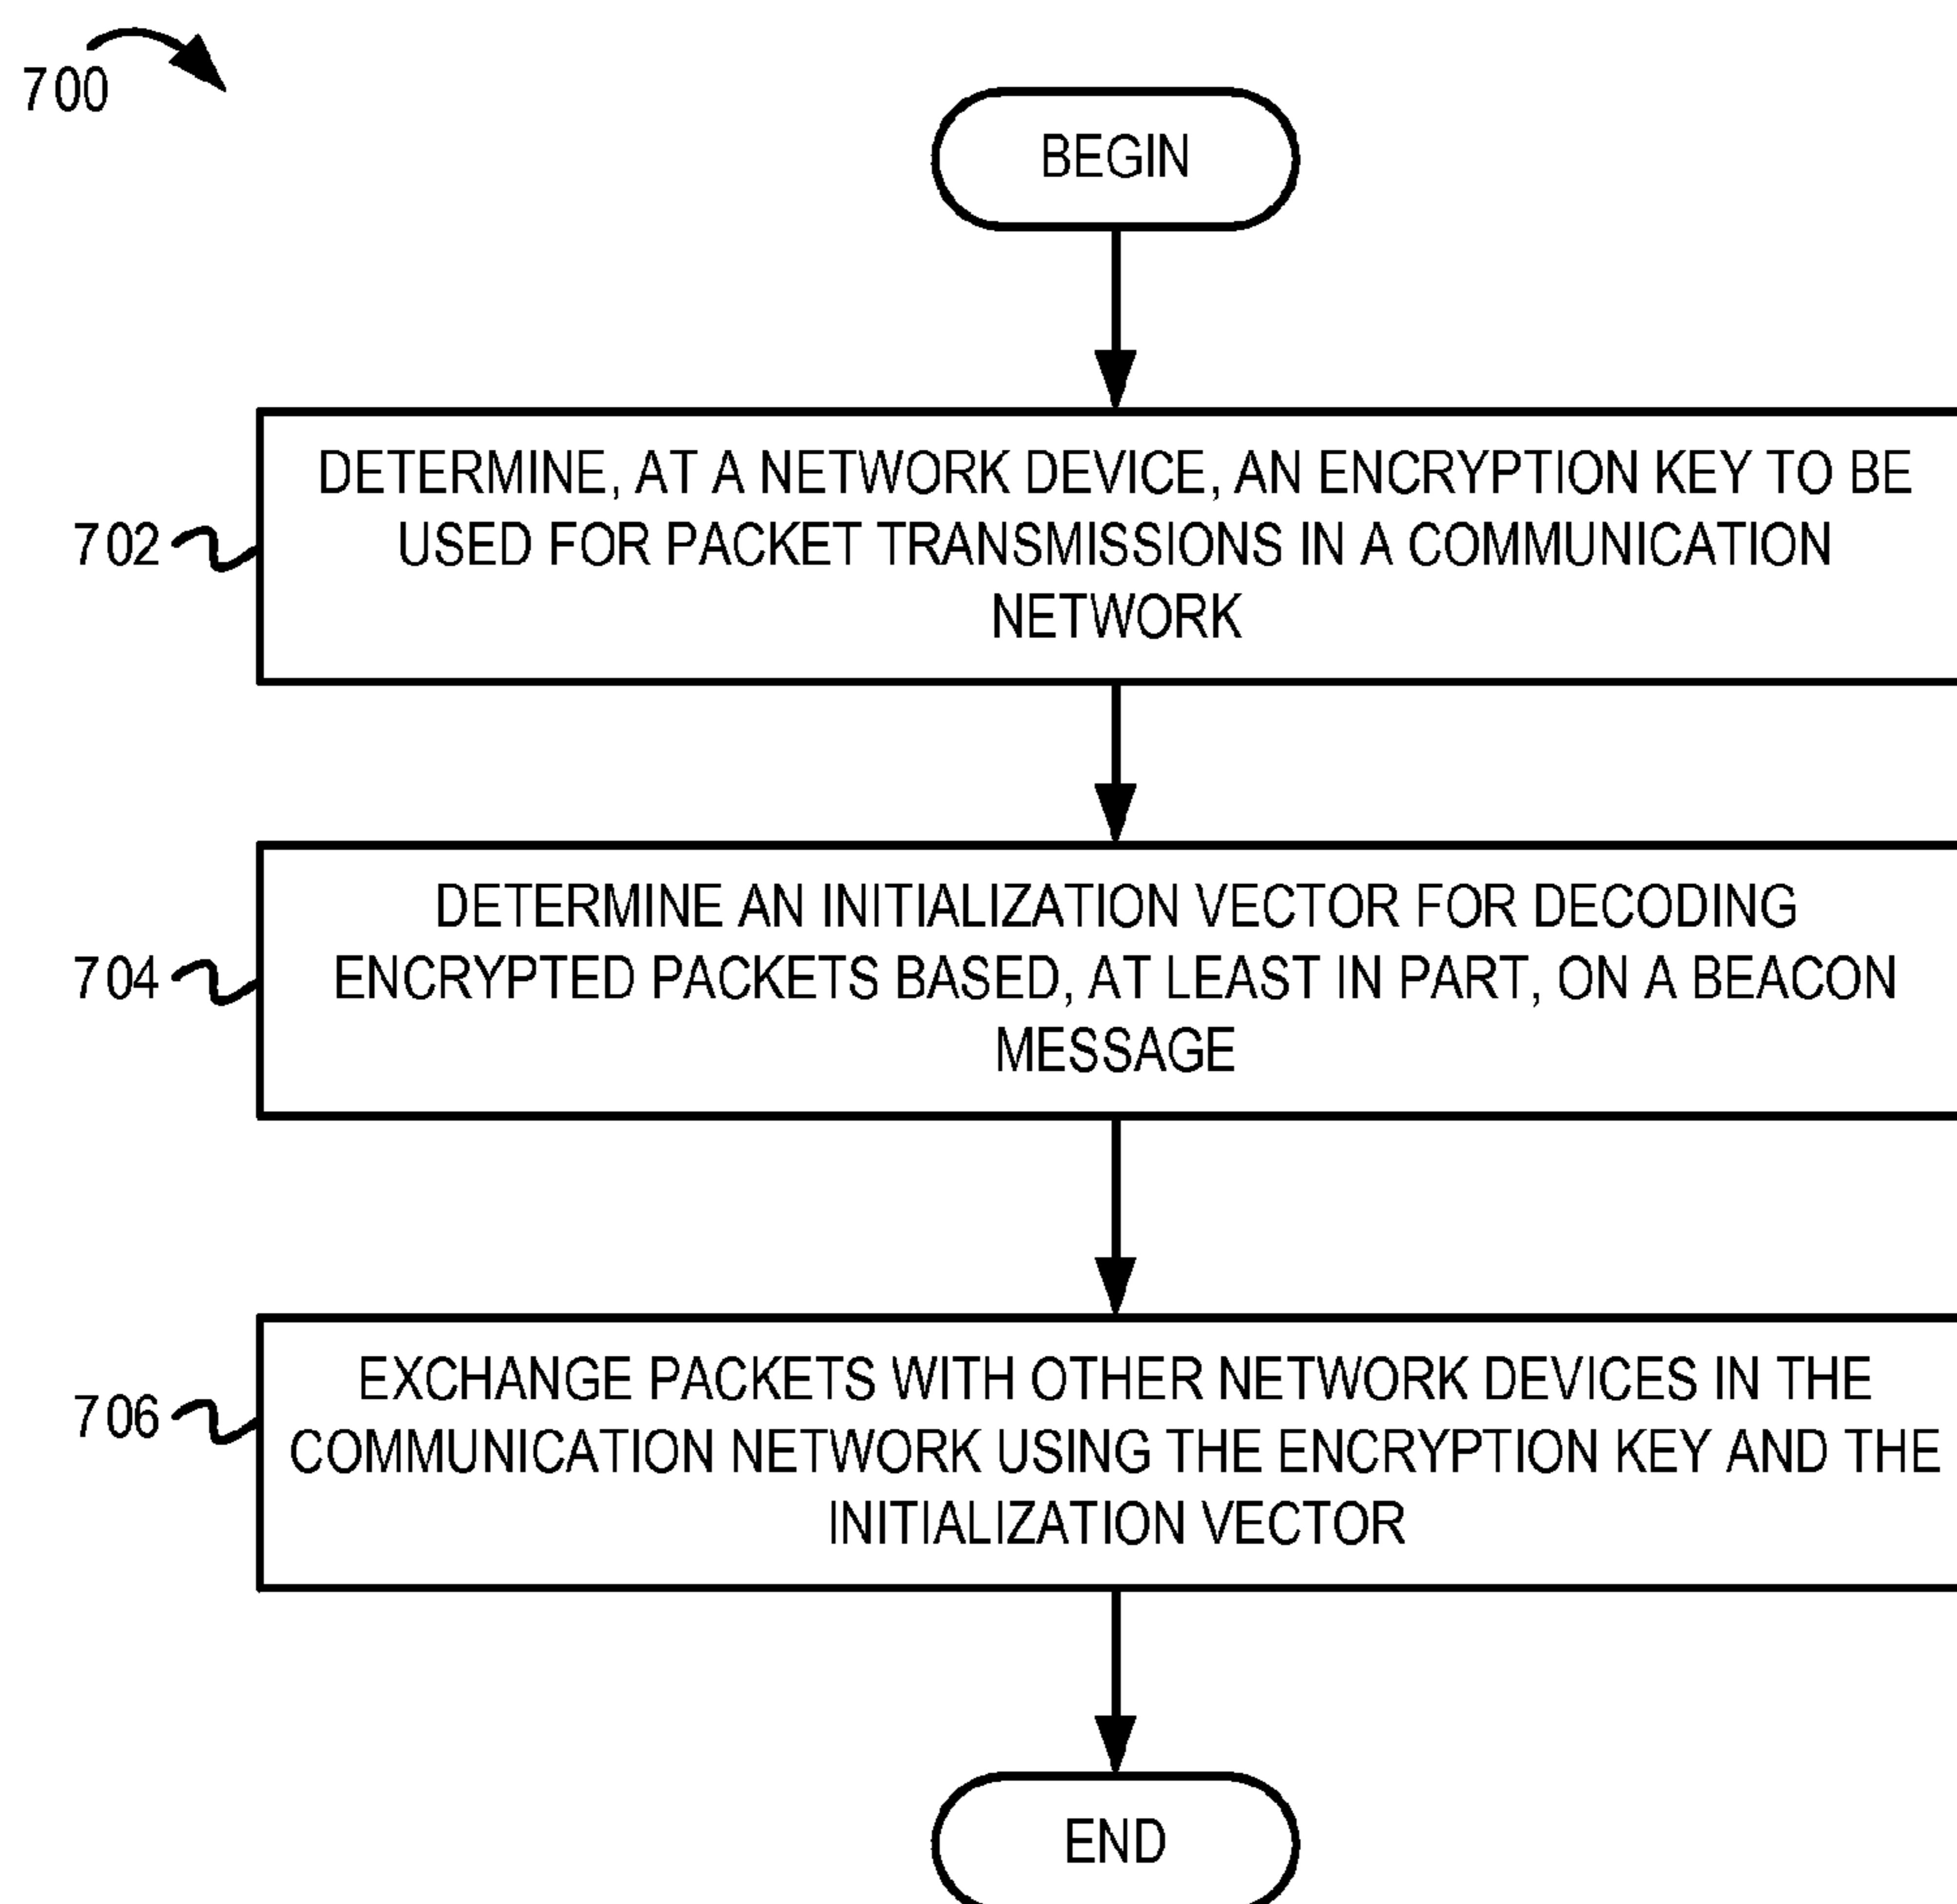 700
BEGIN
702
DETERMINE, AT A NETWORK DEVICE, AN ENCRYPTION KEY TO BE
USED FOR PACKET TRANSMISSIONS IN A COMMUNICATION
NETWORK
704
DETERMINE AN INITIALIZATION VECTOR FOR DECODING
ENCRYPTED PACKETS BASED, AT LEAST IN PART, ON A BEACON
MESSAGE
706
EXCHANGE PACKETS WITH OTHER NETWORK DEVICES IN THE
COMMUNICATION NETWORK USING THE ENCRYPTION KEY AND THE
INITIALIZATION VECTOR
END